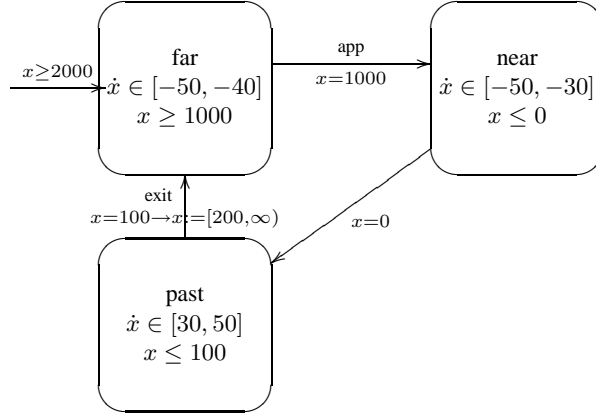 x≥2000
far
ẋ ∈ [−50, −40]
x ≥ 1000
app
x=1000
near
ẋ ∈ [−50, −30]
x ≤ 0
exit
x=100→x:=[200,∞)
x=0
past
ẋ ∈ [30, 50]
x ≤ 100